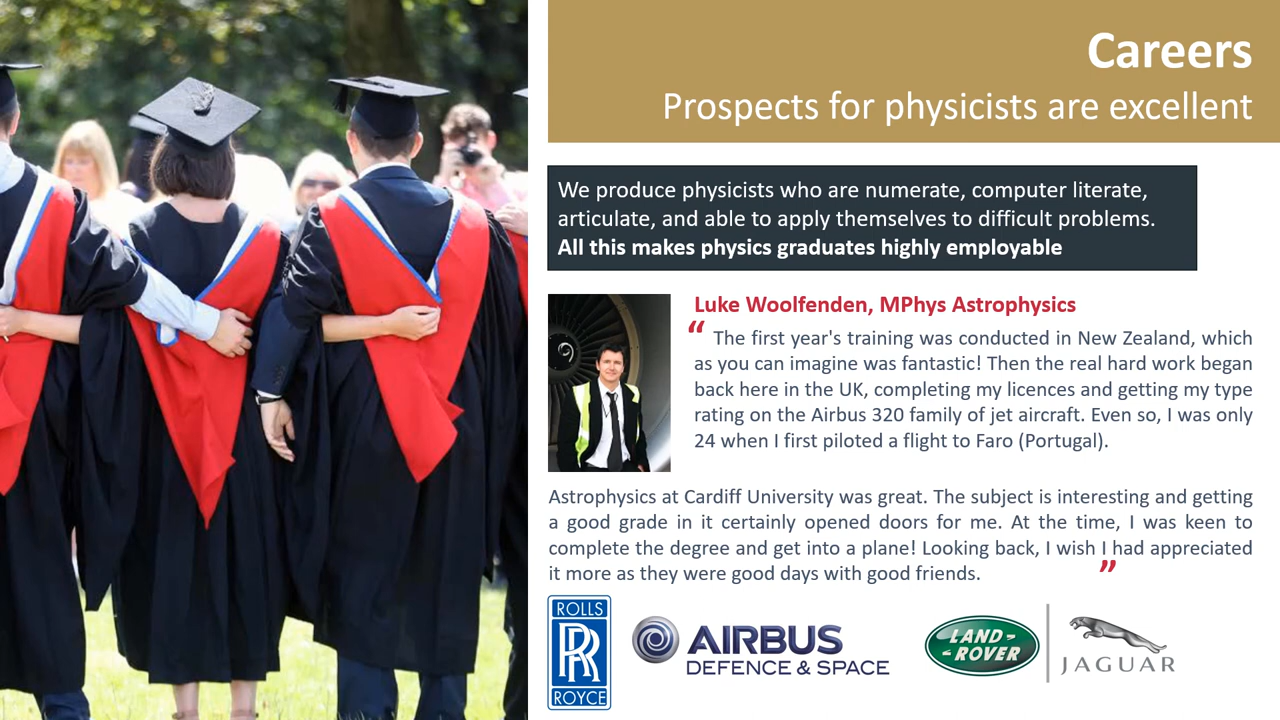 Careers
Prospects for physicists are excellent
We produce physicists who are numerate, computer literate,
articulate, and able to apply themselves to difficult problems.
All this makes physics graduates highly employable
Luke Woolfenden, MPhys Astrophysics
“ The first year's training was conducted in New Zealand, which
as you can imagine was fantastic! Then the real hard work began
back here in the UK, completing my licences and getting my type
rating on the Airbus 320 family of jet aircraft. Even so, I was only
24 when I first piloted a flight to Faro (Portugal).
Astrophysics at Cardiff University was great. The subject is interesting and getting
a good grade in it certainly opened doors for me. At the time, I was keen to
complete the degree and get into a plane! Looking back, I wish I had appreciated
it more as they were good days with good friends. ”
ROLLS
RR
ROYCE
AIRBUS
DEFENCE & SPACE
LAND-
-ROVER
JAGUAR